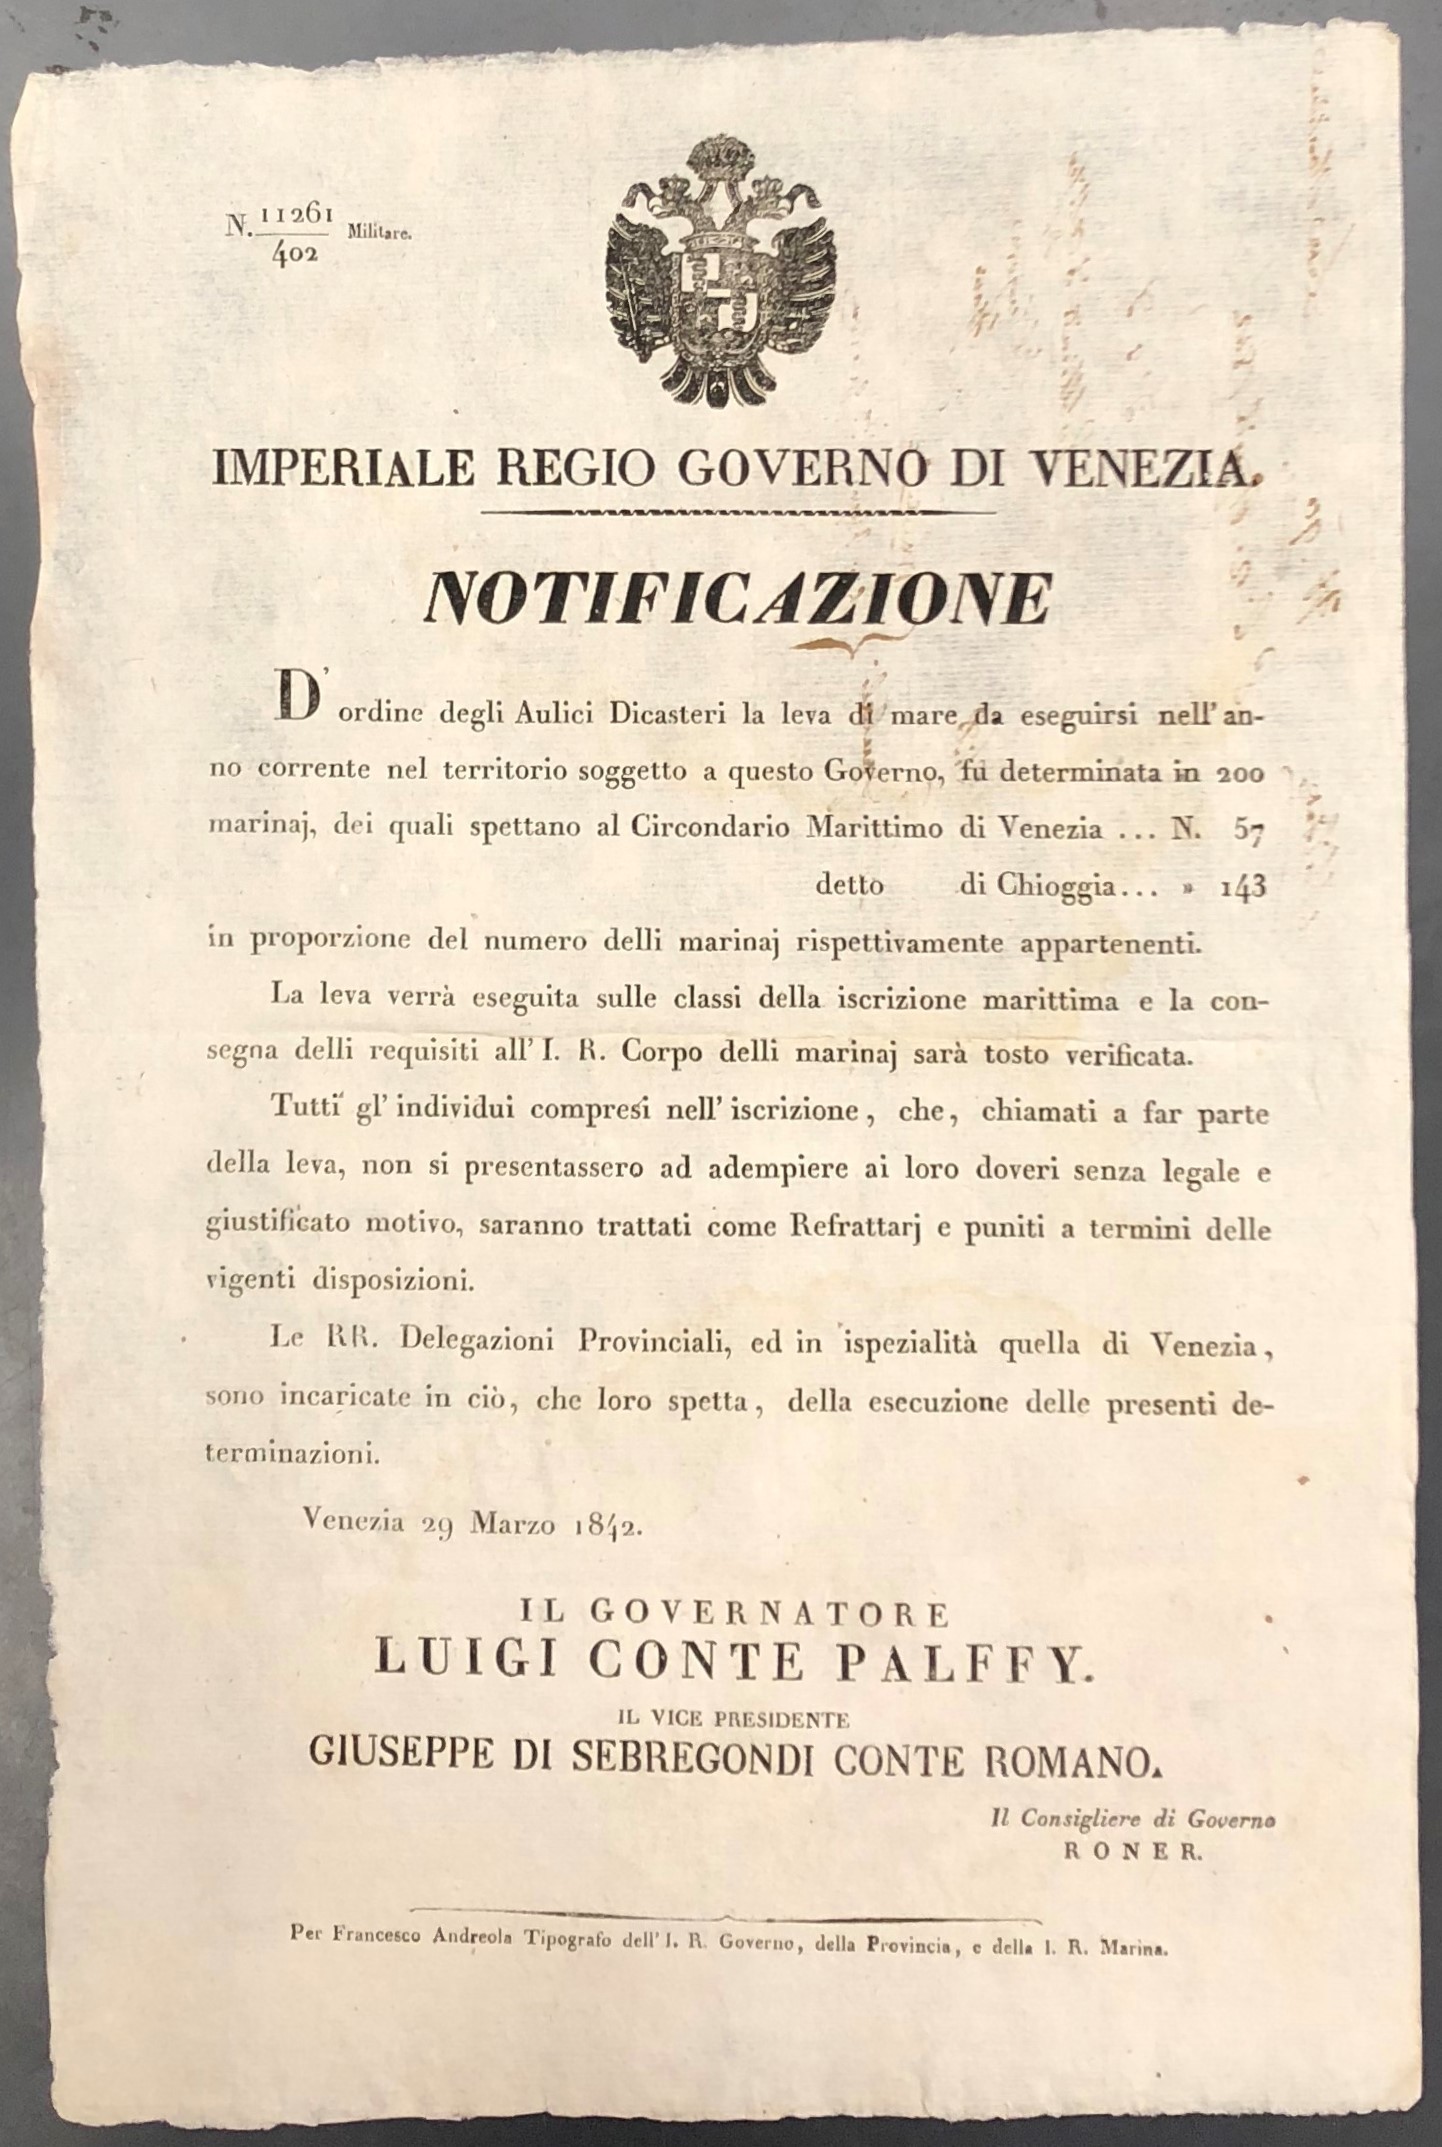 N. 11261/402 Militare.
IMPERIALE REGIO GOVERNO DI VENEZIA.
NOTIFICAZIONE
D' ordine degli Aulici Dicasteri la leva di mare da eseguirsi nell' an-
no corrente nel territorio soggetto a questo Governo, fu determinata in 200
marinaj, dei quali spettano al Circondario Marittimo di Venezia ... N. 57
detto di Chioggia... » 143
in proporzione del numero delli marinaj rispettivamente appartenenti.
La leva verrà eseguita sulle classi della iscrizione marittima e la con-
segna delli requisiti all' I. R. Corpo delli marinaj sarà tosto verificata.
Tutti gl' individui compresi nell' iscrizione, che, chiamati a far parte
della leva, non si presentassero ad adempiere ai loro doveri senza legale e
giustificato motivo, saranno trattati come Refrattarj e puniti a termini delle
vigenti disposizioni.
Le RR. Delegazioni Provinciali, ed in ispezialità quella di Venezia,
sono incaricate in ciò, che loro spetta, della esecuzione delle presenti de-
terminazioni.
Venezia 29 Marzo 1842.
IL GOVERNATORE
LUIGI CONTE PALFFY.
IL VICE PRESIDENTE
GIUSEPPE DI SEBREGONDI CONTE ROMANO.
Il Consigliere di Governo
RONER.
Per Francesco Andreola Tipografo dell' I. R. Governo, della Provincia, e della I. R. Marina.